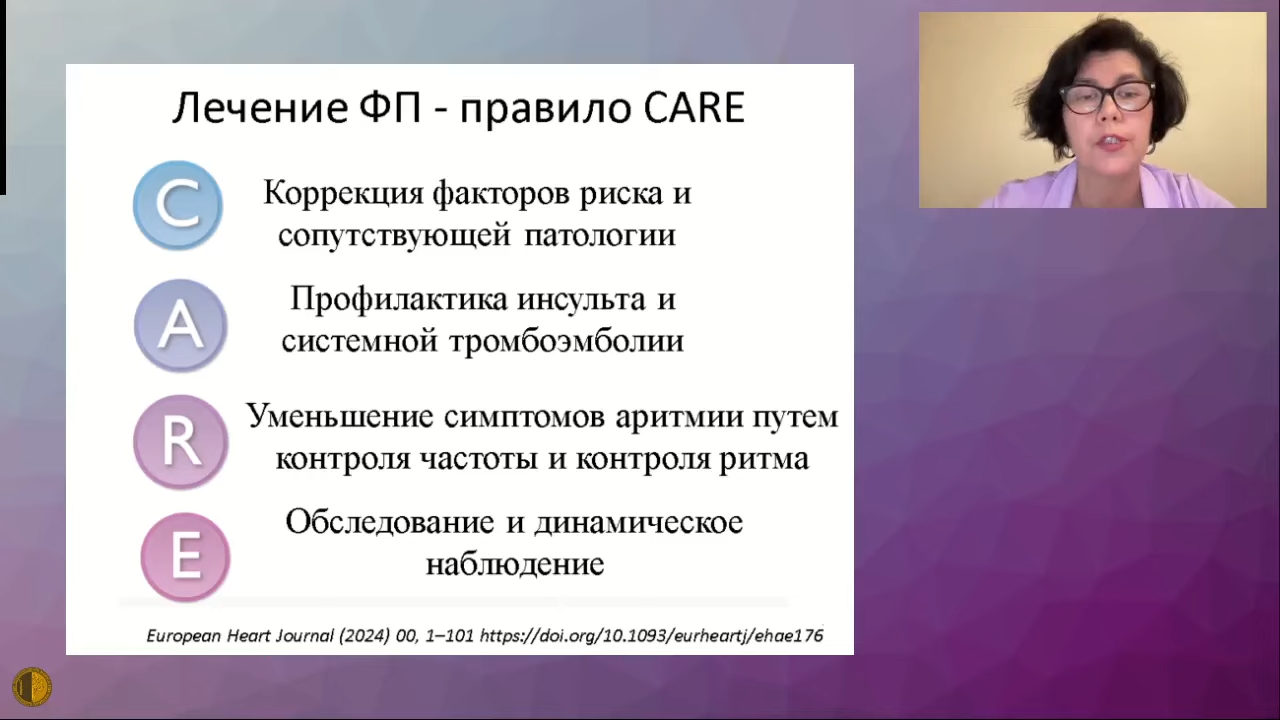 Лечение ФП - правило CARE
C
Коррекция факторов риска и
сопутствующей патологии
A
Профилактика инсульта и
системной тромбоэмболии
R
Уменьшение симптомов аритмии путем
контроля частоты и контроля ритма
E
Обследование и динамическое
наблюдение
European Heart Journal (2024) 00, 1–101 https://doi.org/10.1093/eurheartj/ehae176